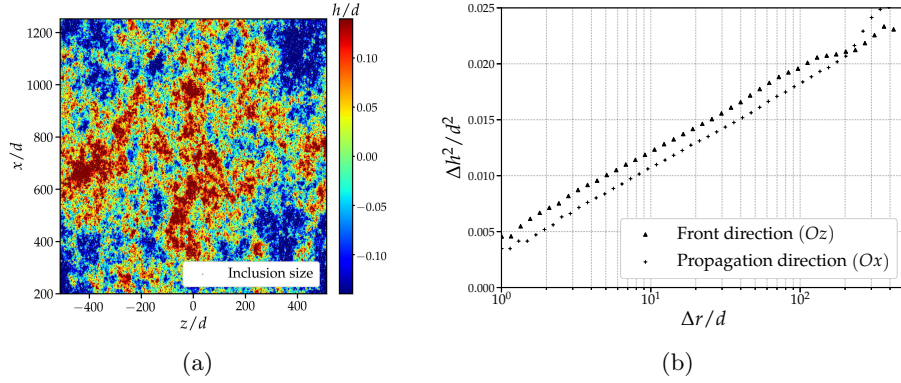 h/d
1200
1000
800
600
400
200
x/d
−400
−200
0
200
400
z/d
Inclusion size
0.10
0.05
0.00
−0.05
−0.10
(a)
0.025
0.020
0.015
0.010
0.005
0.000
Δh²/d²
10⁰
10¹
10²
Δr/d
Front direction (Oz)
Propagation direction (Ox)
(b)